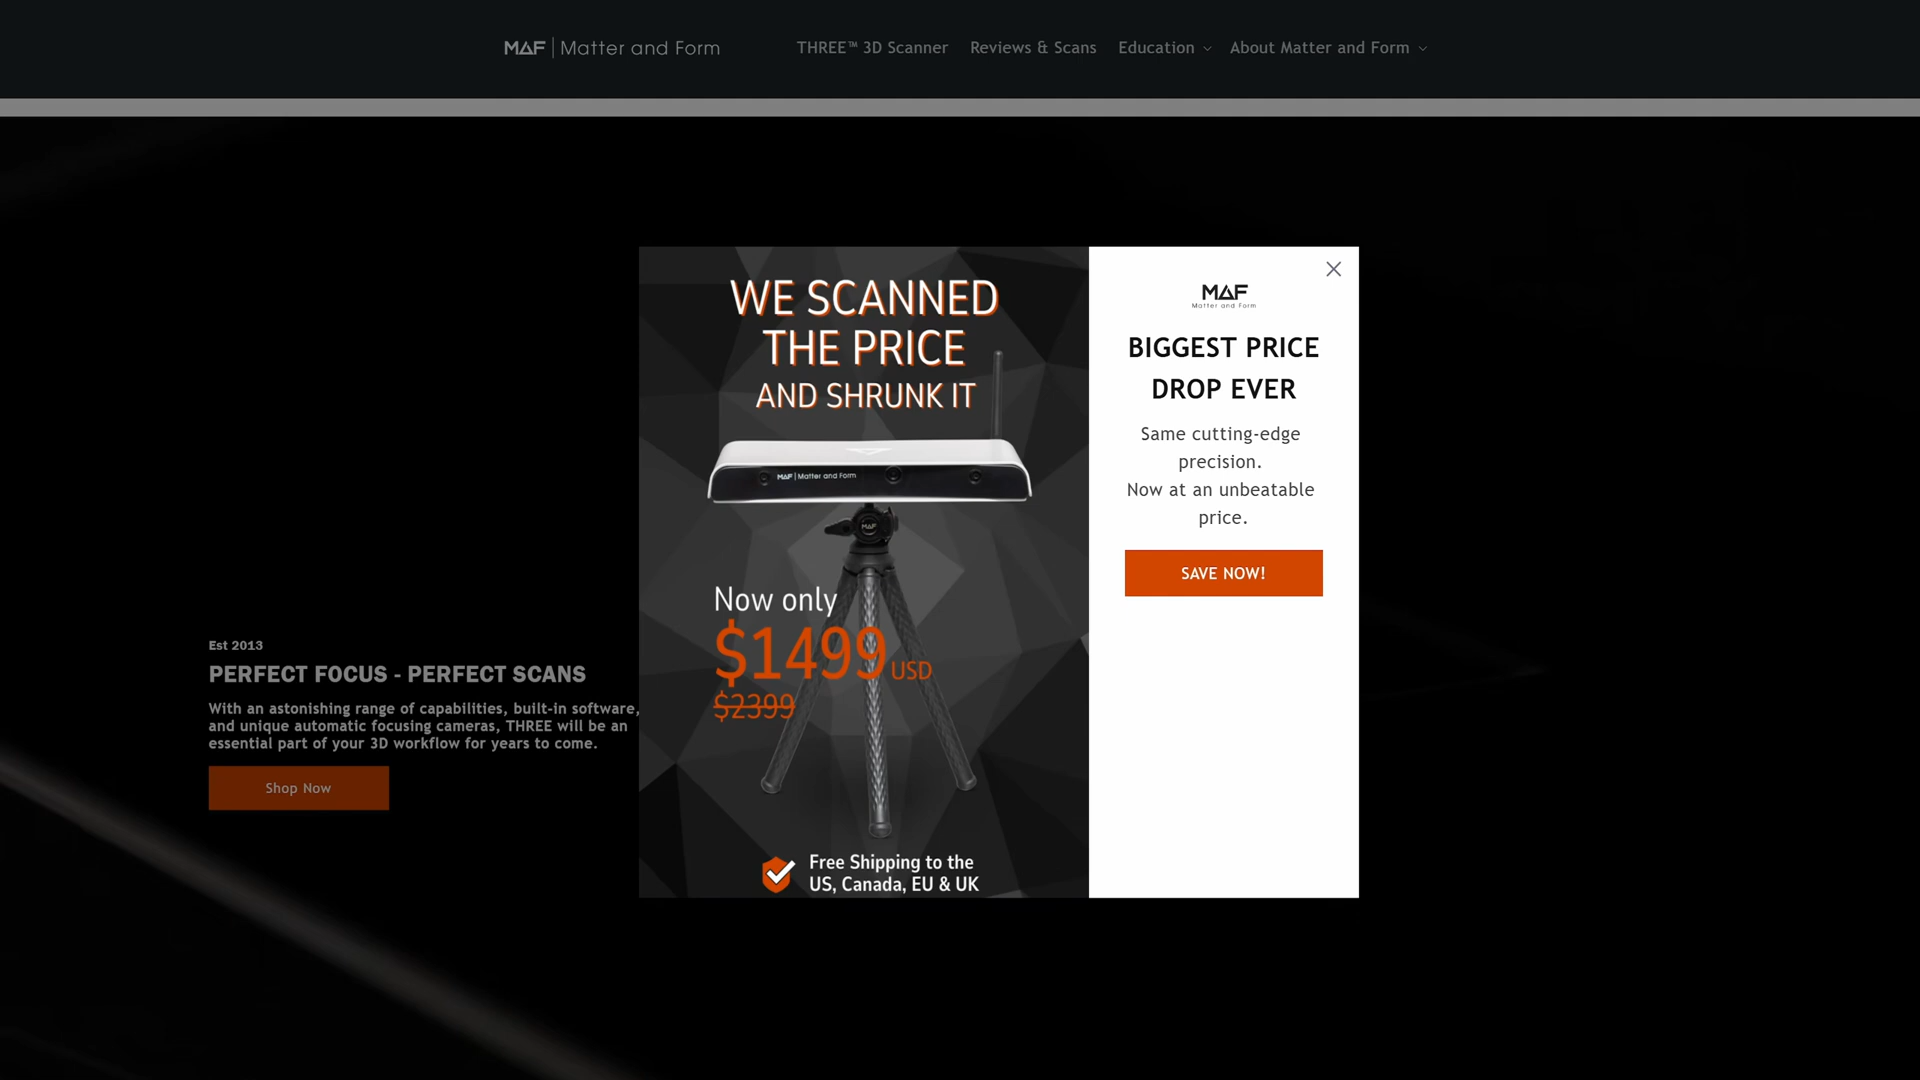 MAF | Matter and Form
THREE™ 3D Scanner
Reviews & Scans
Education
About Matter and Form
WE SCANNED
THE PRICE
AND SHRUNK IT
MAF | Matter and Form
MAF
Now only
$1499 USD
$2399
Free Shipping to the
US, Canada, EU & UK
MAF
Matter and Form
BIGGEST PRICE
DROP EVER
Same cutting-edge
precision.
Now at an unbeatable
price.
SAVE NOW!
Est 2013
PERFECT FOCUS - PERFECT SCANS
With an astonishing range of capabilities, built-in software,
and unique automatic focusing cameras, THREE will be an
essential part of your 3D workflow for years to come.
Shop Now